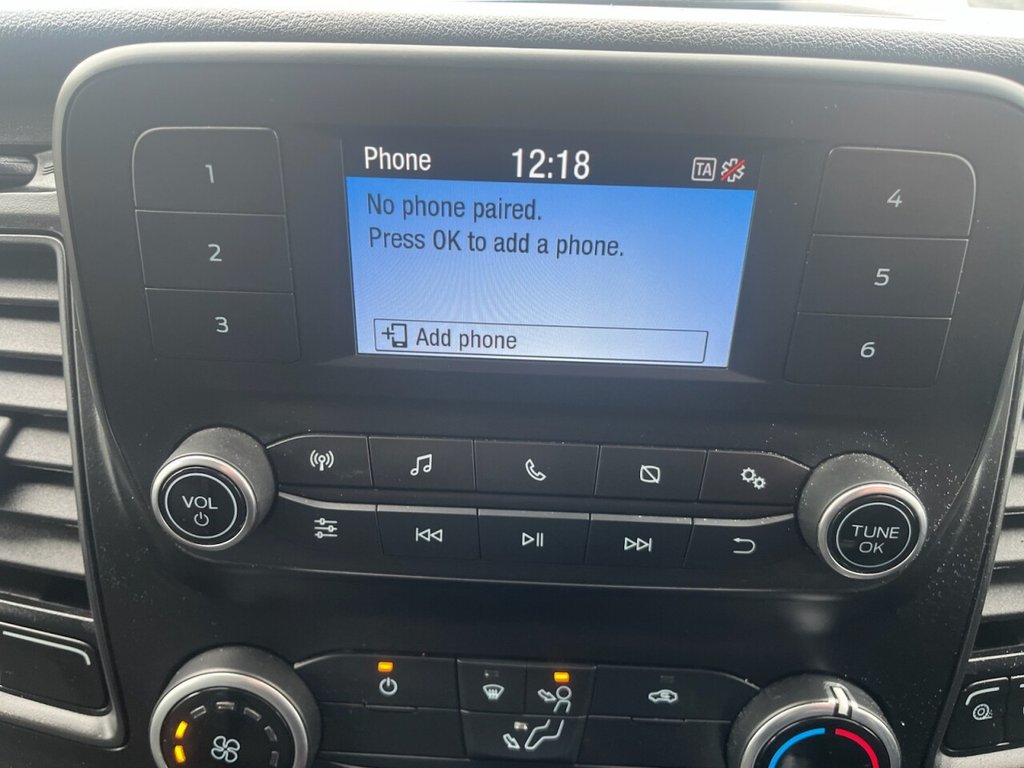 Phone 12:18 TA
No phone paired.
Press OK to add a phone.
Add phone
1
2
3
4
5
6
VOL
TUNE
OK